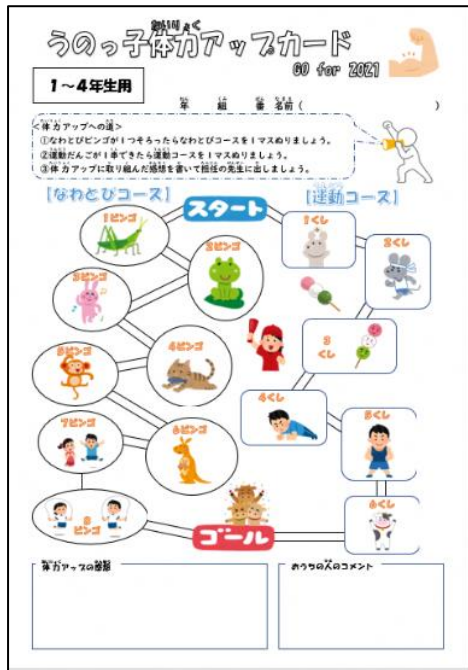 うのっ子体力アップカード
GO for 2021
1～4年生用
年 組 番 名前 ( )
<体力アップへの道>
①なわとびビンゴが1つそろったらなわとびコースを1マスぬりましょう。
②運動だんごが1串できたら運動コースを1マスぬりましょう。
③体力アップに取り組んだ感想を書いて担任の先生に出しましょう。
【なわとびコース】
スタート
【運動コース】
1ビンゴ
1くし
2ビンゴ
2くし
3ビンゴ
4ビンゴ
3
くし
5ビンゴ
4くし
5くし
7ビンゴ
6ビンゴ
8
ビンゴ
6くし
ゴール
体力アップの感想
おうちの人のコメント